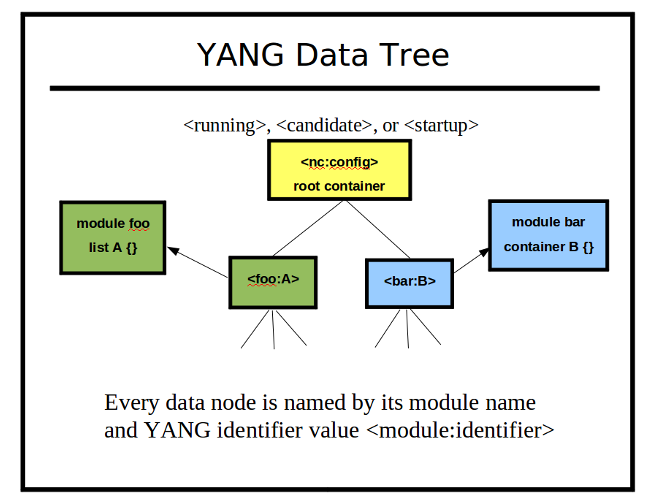 YANG Data Tree
<running>, <candidate>, or <startup>
<nc:config>
root container
module foo
list A {}
module bar
container B {}
<foo:A>
<bar:B>
Every data node is named by its module name
and YANG identifier value <module:identifier>